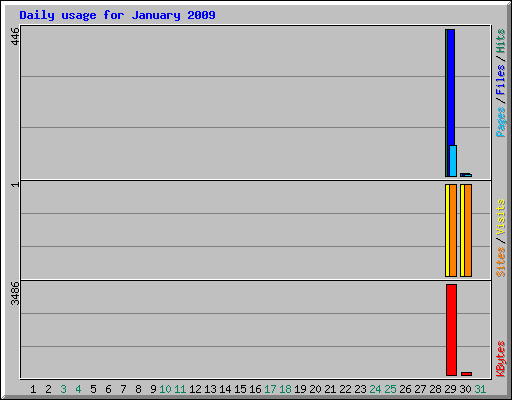 Daily usage for January 2009
446
1
3486
Pages/Files/Hits
Sites/Visits
KBytes
1 2 3 4 5 6 7 8 9 10 11 12 13 14 15 16 17 18 19 20 21 22 23 24 25 26 27 28 29 30 31